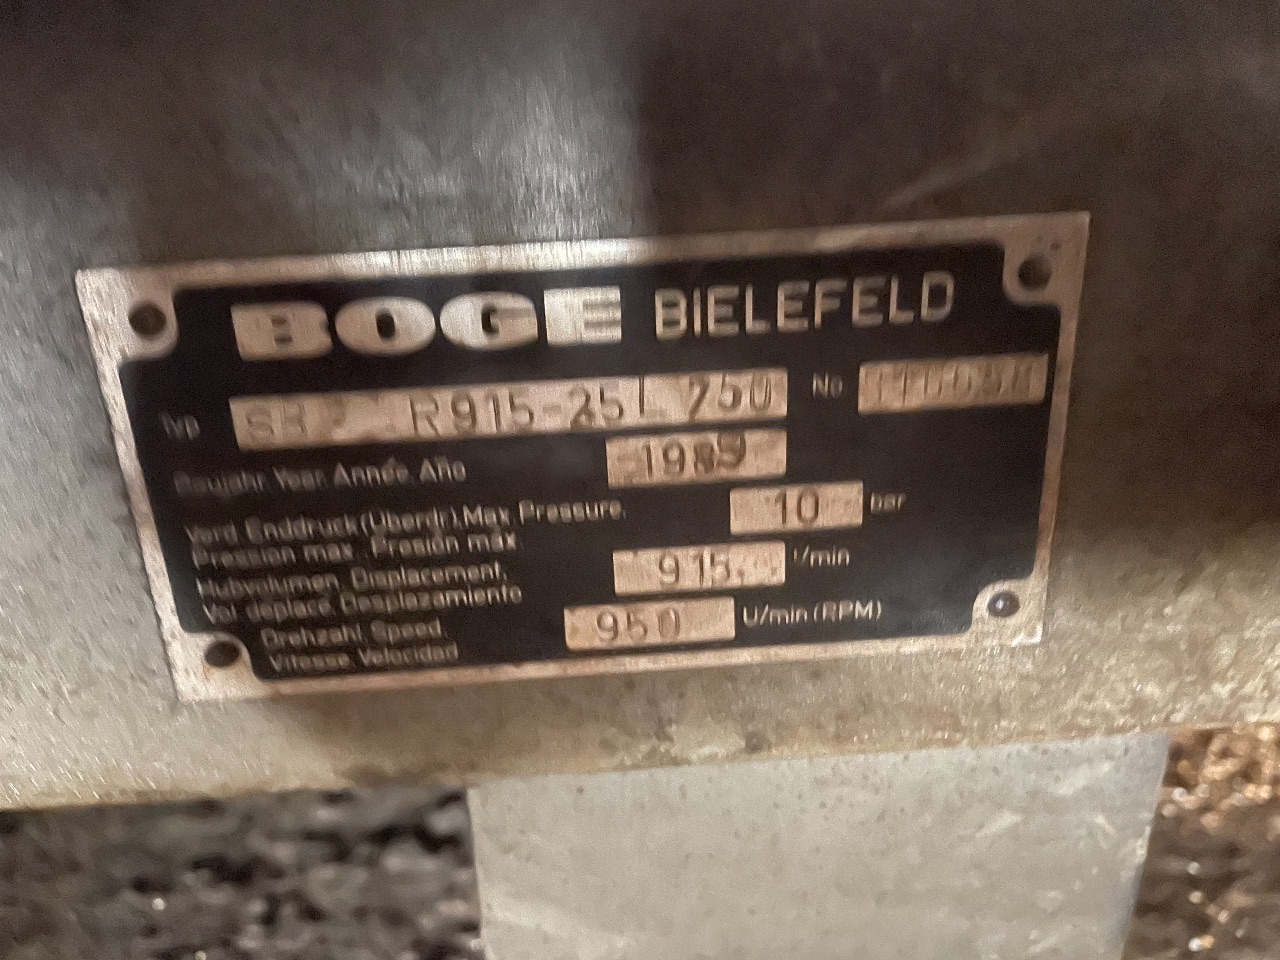 BOGE BIELEFELD
Typ R915-25 L 750 No
Baujahr Year Année Año 1989
Verd. Enddruck (Überdr.) Max Pressure. 10 bar
Pression max. Presión máx
Hubvolumen, Displacement, 915 l/min
Vol déplacé, Desplazamiento
Drehzahl, Speed, 950 U/min (RPM)
Vitesse, Velocidad